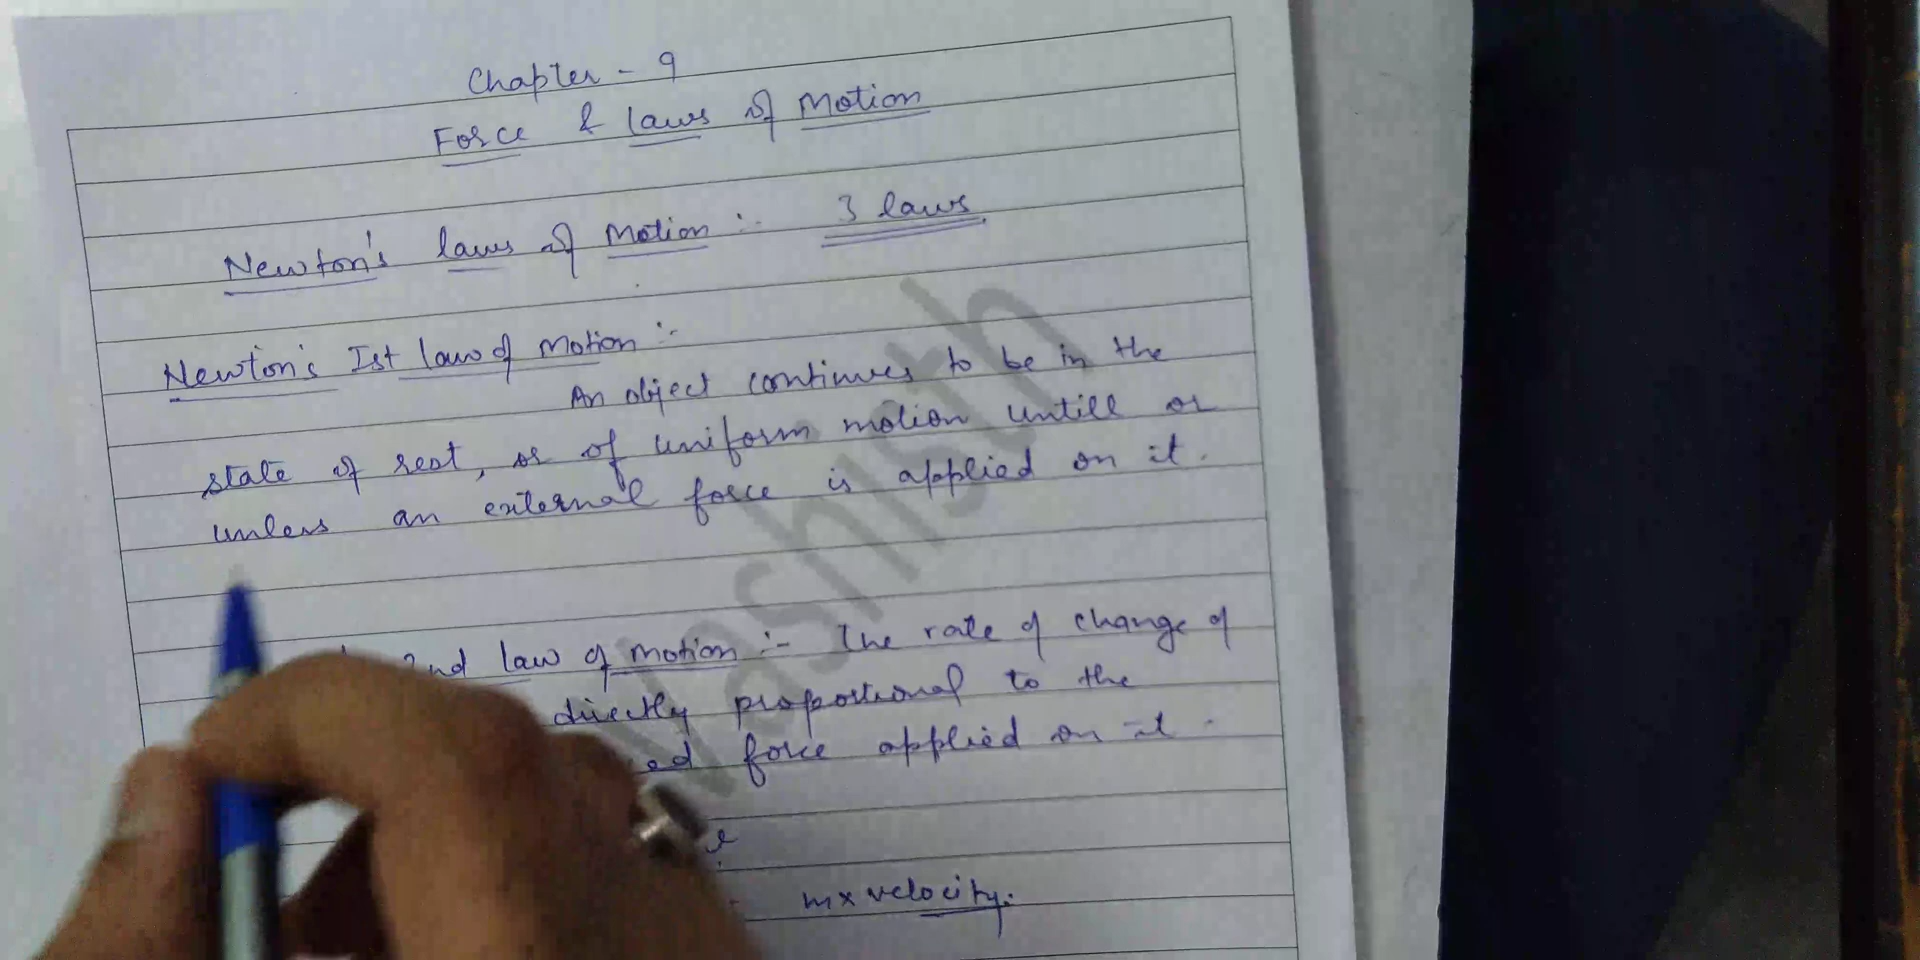 Chapter - 9
Force & laws of Motion
Newton's laws of Motion :- 3 laws
Newton's Ist law of Motion :-
An object continues to be in the
state of rest, or of uniform motion untill or
unless an external force is applied on it.
2nd law of motion :- The rate of change of
directly proportional to the
force applied on it.
m x velocity.
Vashisth